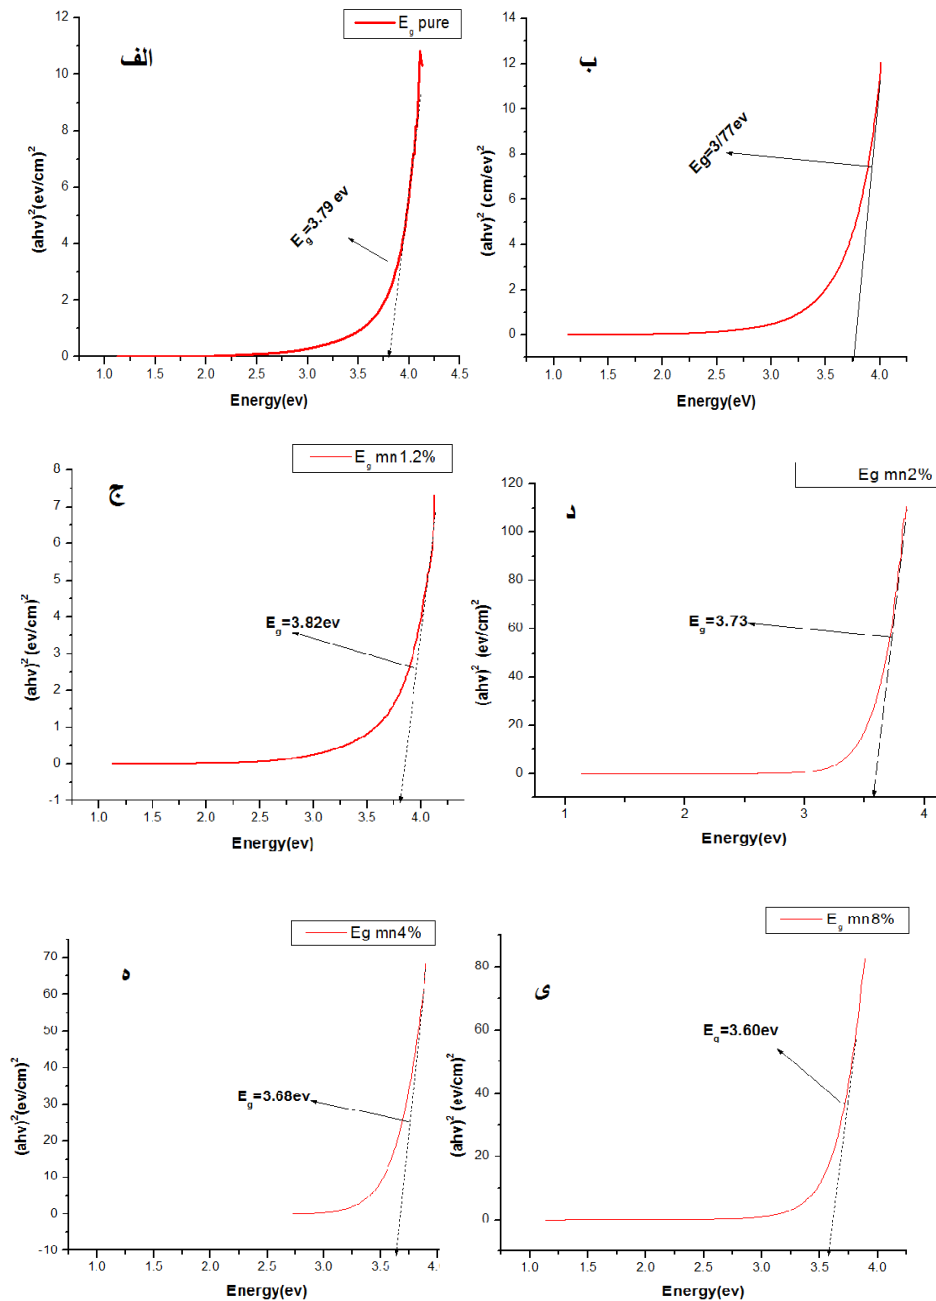 E_g pure
الف
12
10
8
6
4
2
0
(ahv)^2(ev/cm)^2
E_g=3.79 ev
1.0 1.5 2.0 2.5 3.0 3.5 4.0 4.5
Energy(ev)
ب
14
12
10
8
6
4
2
0
(ahv)^2 (cm/ev)^2
Eg=3/77ev
1.0 1.5 2.0 2.5 3.0 3.5 4.0
Energy(eV)
E_g mn1.2%
ج
8
7
6
5
4
3
2
1
0
-1
(ahv)^2 (ev/cm)^2
E_g=3.82ev
1.0 1.5 2.0 2.5 3.0 3.5 4.0
Energy(ev)
Eg mn2%
د
120
100
80
60
40
20
0
(ahv)^2 (ev/cm)^2
E_g=3.73
1 2 3 4
Energy(ev)
Eg mn4%
ه
70
60
50
40
30
20
10
0
-10
(ahv)^2(ev/cm)^2
E_g=3.68ev
1.0 1.5 2.0 2.5 3.0 3.5 4.0
Energy(ev)
E_g mn8%
ی
80
60
40
20
0
(ahv)^2 (ev/cm)^2
E_g=3.60ev
1.0 1.5 2.0 2.5 3.0 3.5 4.0
Energy(ev)